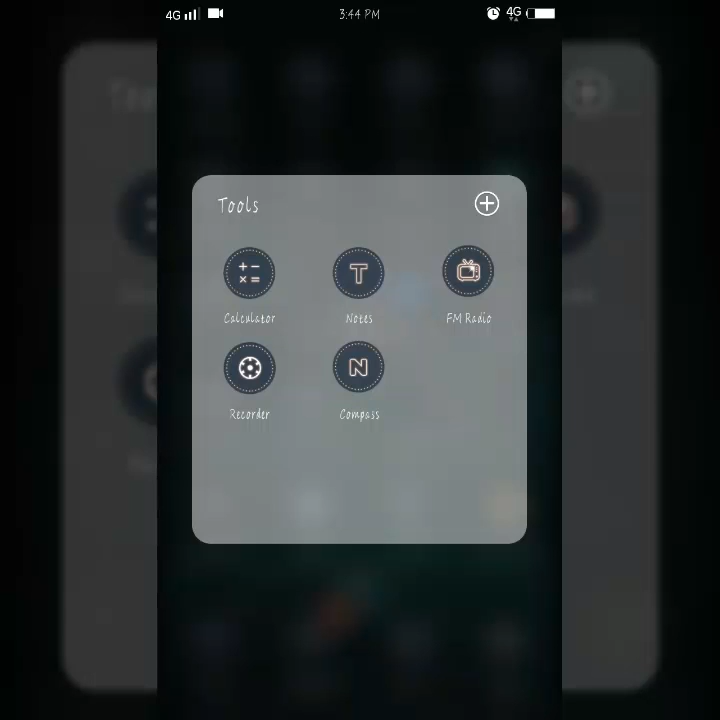 4G 3:44 PM 4G
Tools
Calculator Notes FM Radio
Recorder Compass